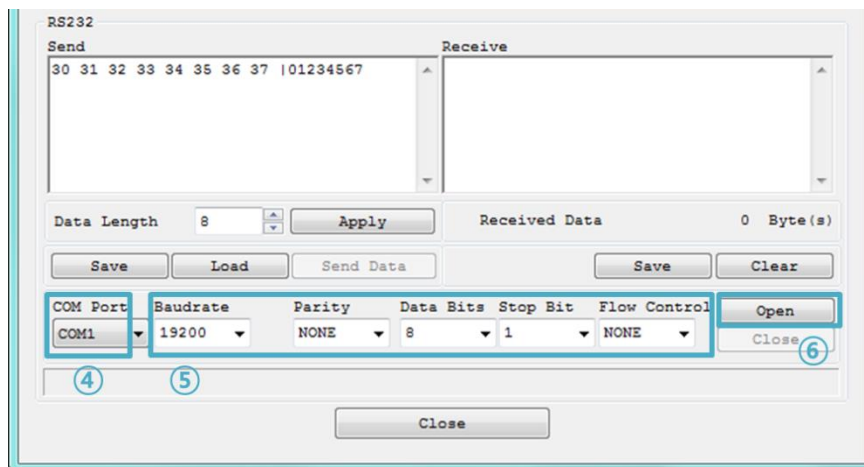 RS232
Send Receive
30 31 32 33 34 35 36 37 |01234567
Data Length 8 Apply Received Data 0 Byte(s)
Save Load Send Data Save Clear
COM Port Baudrate Parity Data Bits Stop Bit Flow Control Open
COM1 19200 NONE 8 1 NONE Close
④ ⑤ ⑥
Close